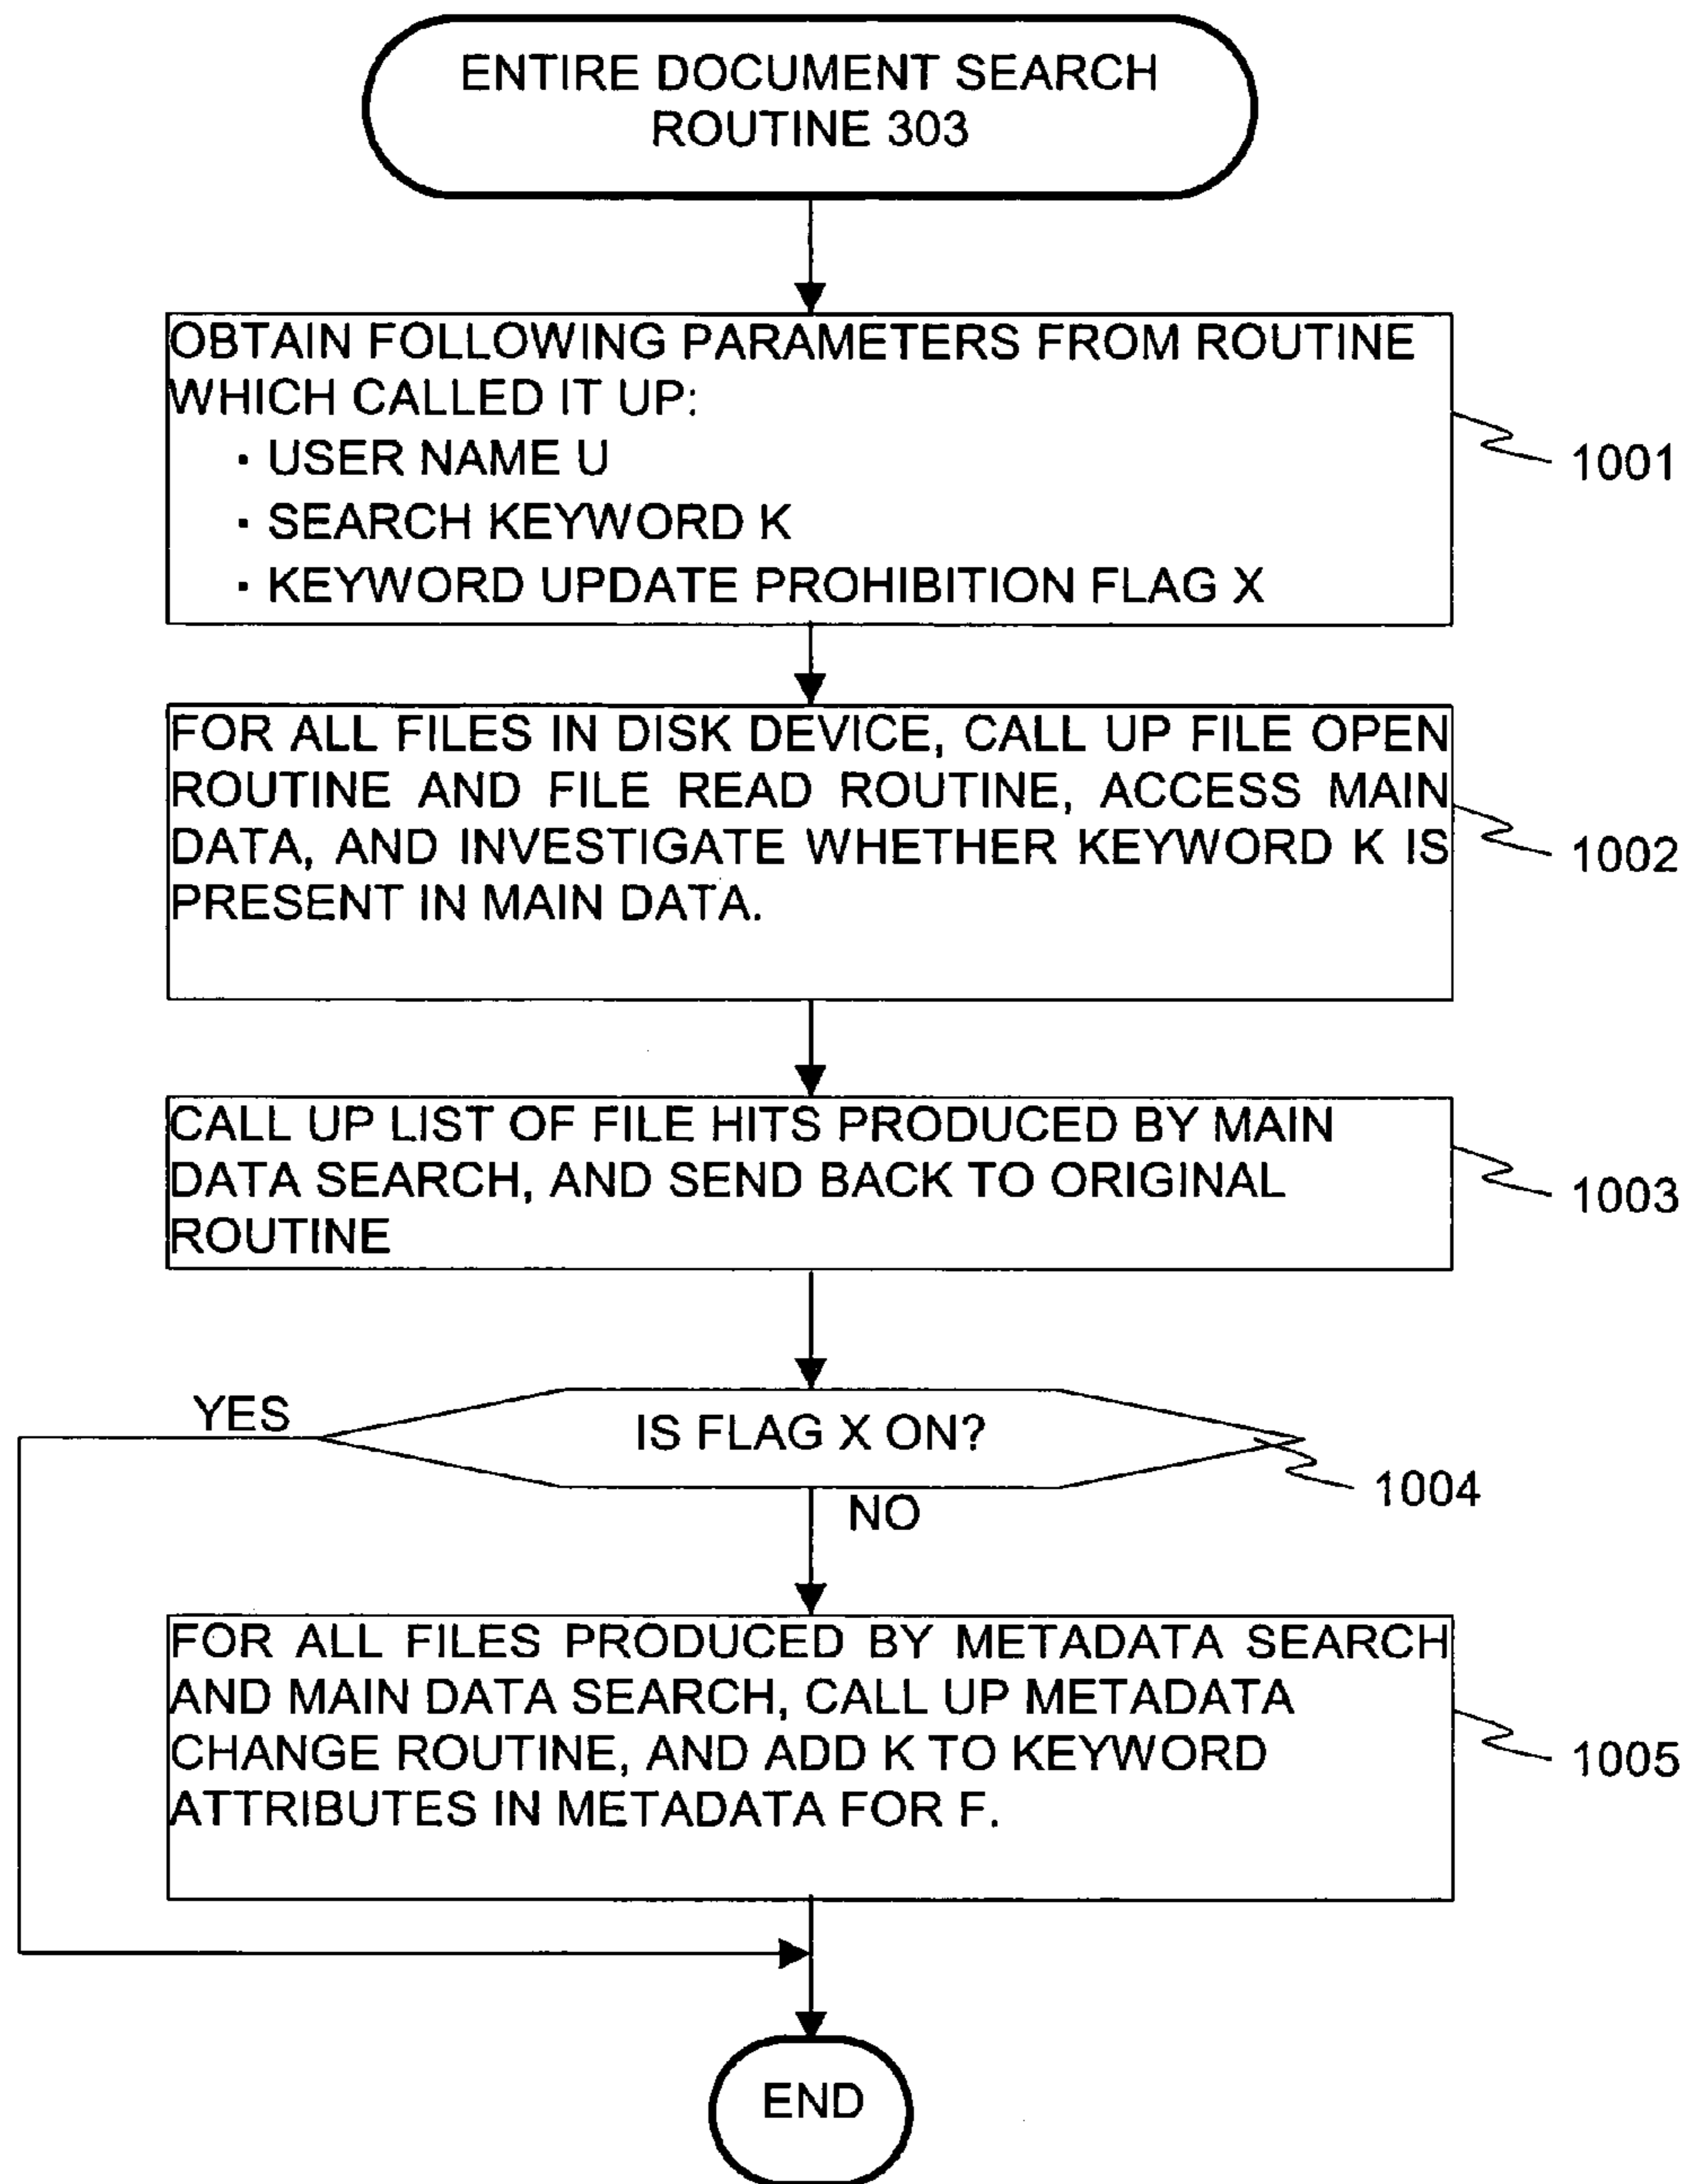 ENTIRE DOCUMENT SEARCH
ROUTINE 303
OBTAIN FOLLOWING PARAMETERS FROM ROUTINE
WHICH CALLED IT UP:
· USER NAME U
· SEARCH KEYWORD K
· KEYWORD UPDATE PROHIBITION FLAG X
1001
FOR ALL FILES IN DISK DEVICE, CALL UP FILE OPEN
ROUTINE AND FILE READ ROUTINE, ACCESS MAIN
DATA, AND INVESTIGATE WHETHER KEYWORD K IS
PRESENT IN MAIN DATA.
1002
CALL UP LIST OF FILE HITS PRODUCED BY MAIN
DATA SEARCH, AND SEND BACK TO ORIGINAL
ROUTINE
1003
YES
IS FLAG X ON?
1004
NO
FOR ALL FILES PRODUCED BY METADATA SEARCH
AND MAIN DATA SEARCH, CALL UP METADATA
CHANGE ROUTINE, AND ADD K TO KEYWORD
ATTRIBUTES IN METADATA FOR F.
1005
END